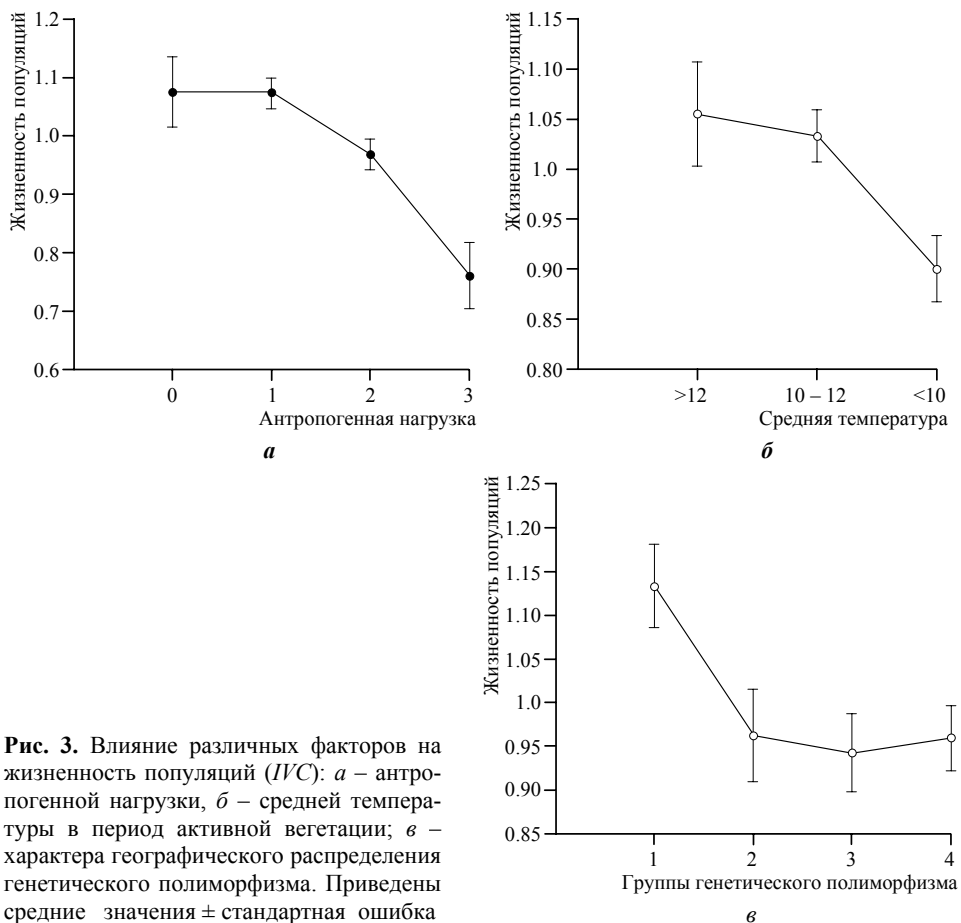 Жизненность популяций
1.2
1.1
1.0
0.9
0.8
0.7
0.6
0 1 2 3
Антропогенная нагрузка
а
Жизненность популяций
1.15
1.10
1.05
1.0
0.95
0.90
0.85
0.80
>12 10 – 12 <10
Средняя температура
б
Жизненность популяций
1.25
1.20
1.15
1.10
1.05
1.0
0.95
0.90
0.85
1 2 3 4
Группы генетического полиморфизма
в
Рис. 3. Влияние различных факторов на
жизненность популяций (IVC): а – антро-
погенной нагрузки, б – средней темпера-
туры в период активной вегетации; в –
характера географического распределения
генетического полиморфизма. Приведены
средние значения ± стандартная ошибка